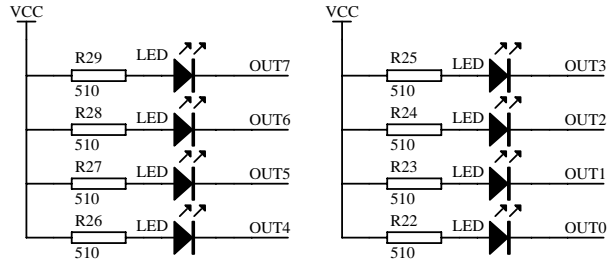 VCC
R29 LED OUT7
510
R28 LED OUT6
510
R27 LED OUT5
510
R26 LED OUT4
510
VCC
R25 LED OUT3
510
R24 LED OUT2
510
R23 LED OUT1
510
R22 LED OUT0
510